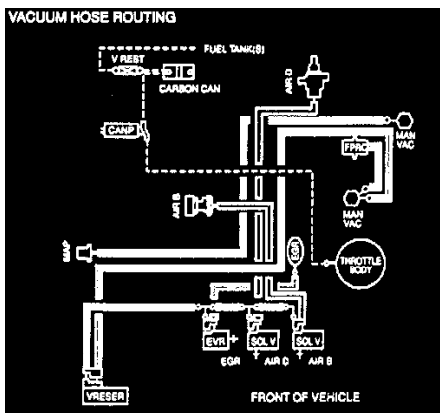 VACUUM HOSE ROUTING
FUEL TANK(S)
V REST
CARBON CAN
AIR D
CANP
MAN
VAC
FPRC
AIR B
MAN
VAC
MAP
EGR
THROTTLE
BODY
EVR
SOL V
SOL V
EGR
AIR D
AIR B
VRESER
FRONT OF VEHICLE